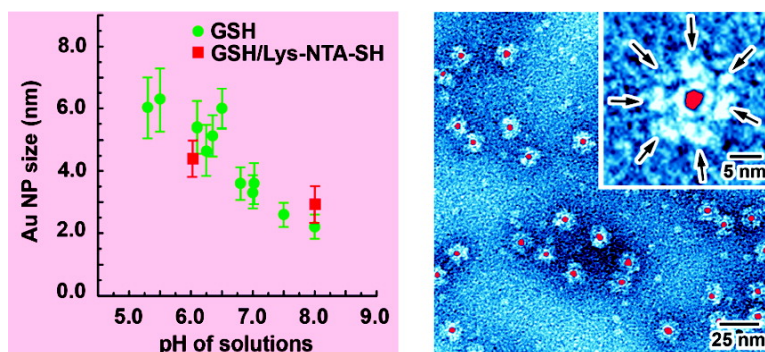 GSH
GSH/Lys-NTA-SH
Au NP size (nm)
8.0
6.0
4.0
2.0
0.0
5.0 6.0 7.0 8.0 9.0
pH of solutions
5 nm
25 nm